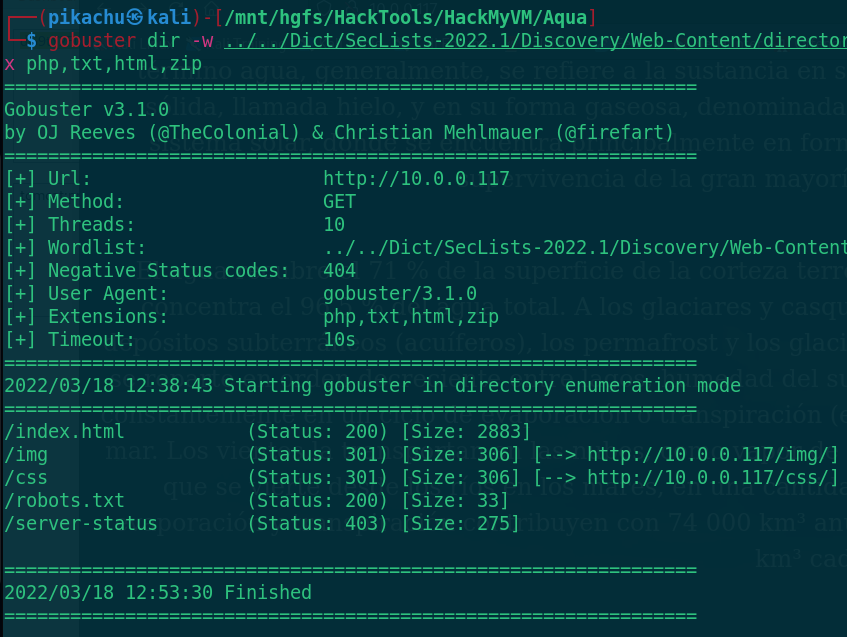 ┌──(pikachu㉿kali)-[/mnt/hgfs/HackTools/HackMyVM/Aqua]
└─$ gobuster dir -w ../../Dict/SecLists-2022.1/Discovery/Web-Content/director
x php,txt,html,zip
===============================================================
Gobuster v3.1.0
by OJ Reeves (@TheColonial) & Christian Mehlmauer (@firefart)
===============================================================
[+] Url:                     http://10.0.0.117
[+] Method:                  GET
[+] Threads:                 10
[+] Wordlist:                ../../Dict/SecLists-2022.1/Discovery/Web-Content
[+] Negative Status codes:   404
[+] User Agent:              gobuster/3.1.0
[+] Extensions:              php,txt,html,zip
[+] Timeout:                 10s
===============================================================
2022/03/18 12:38:43 Starting gobuster in directory enumeration mode
===============================================================
/index.html           (Status: 200) [Size: 2883]
/img                  (Status: 301) [Size: 306] [--> http://10.0.0.117/img/]
/css                  (Status: 301) [Size: 306] [--> http://10.0.0.117/css/]
/robots.txt           (Status: 200) [Size: 33]
/server-status        (Status: 403) [Size: 275]
===============================================================
2022/03/18 12:53:30 Finished
===============================================================